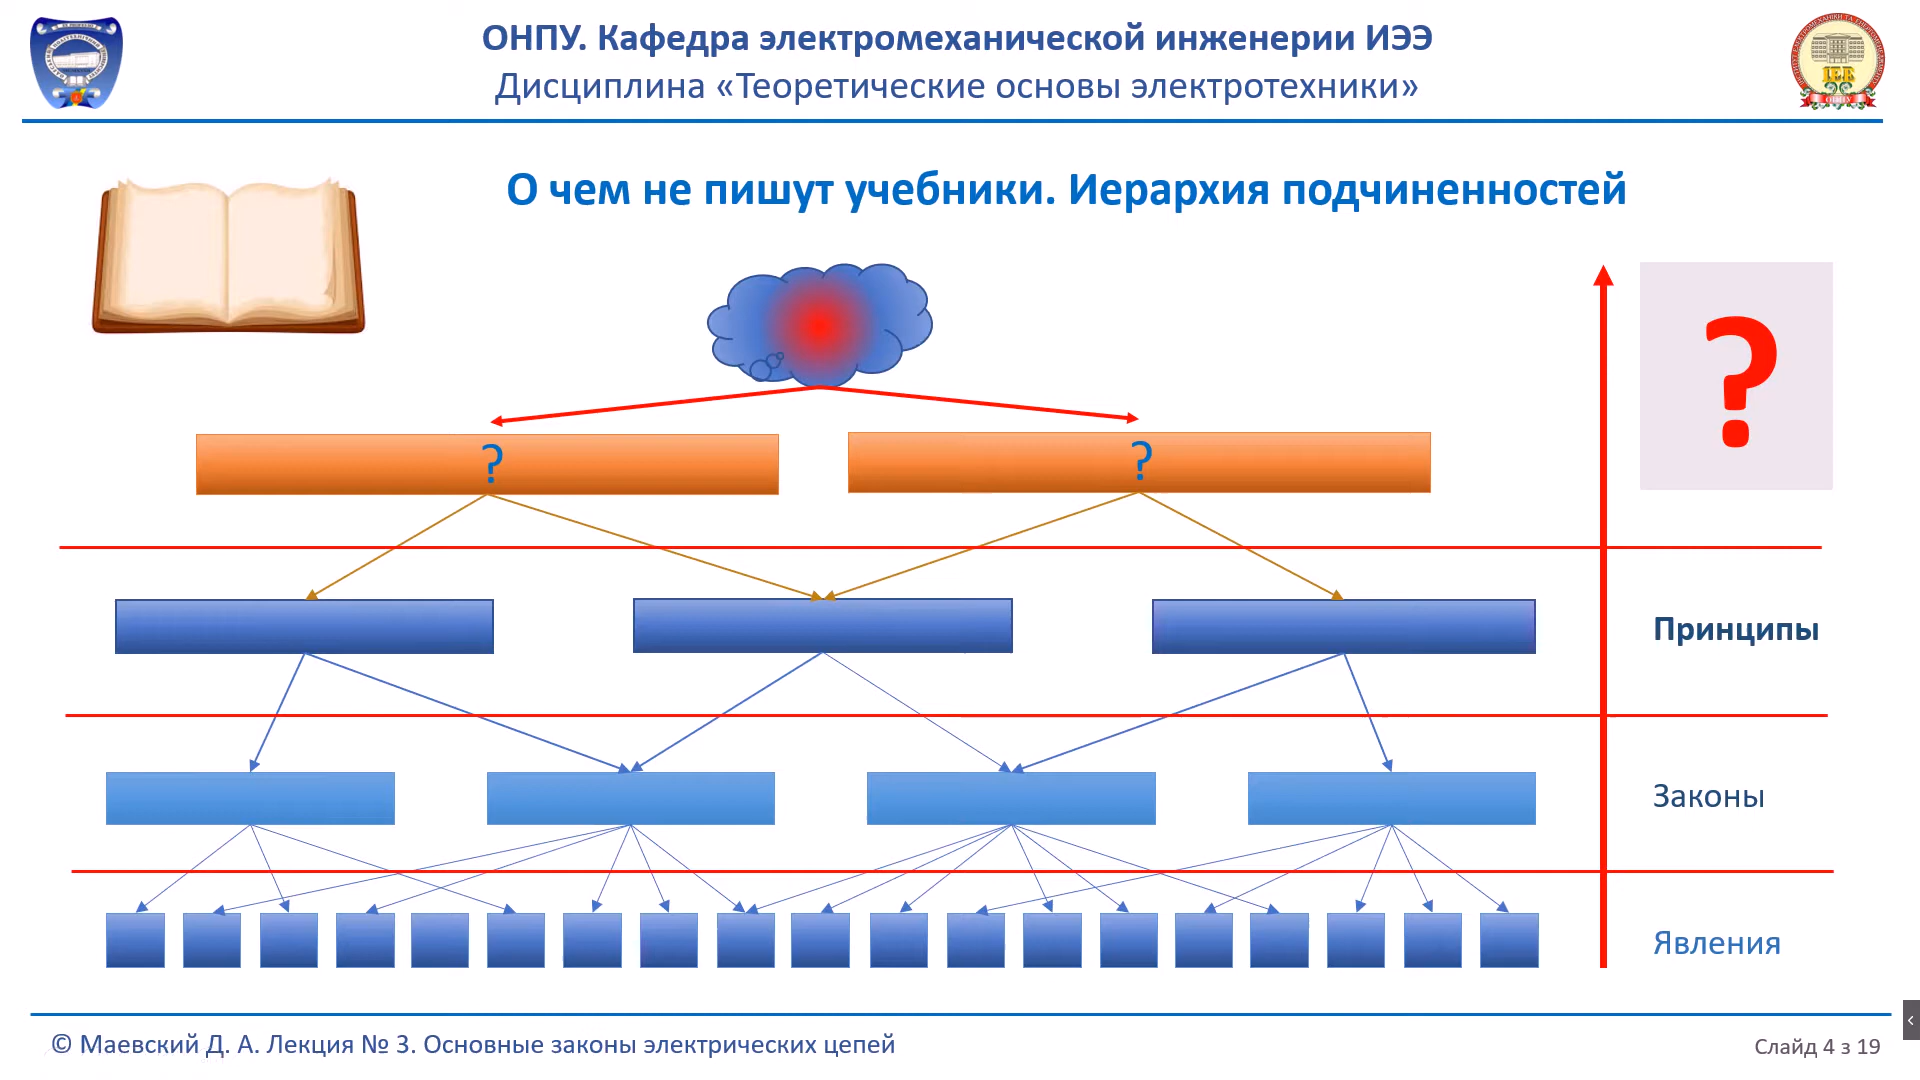 ОНПУ. Кафедра электромеханической инженерии ИЭЭ
Дисциплина «Теоретические основы электротехники»
О чем не пишут учебники. Иерархия подчиненностей
?
?
?
Принципы
Законы
Явления
© Маевский Д. А. Лекция № 3. Основные законы электрических цепей
Слайд 4 з 19